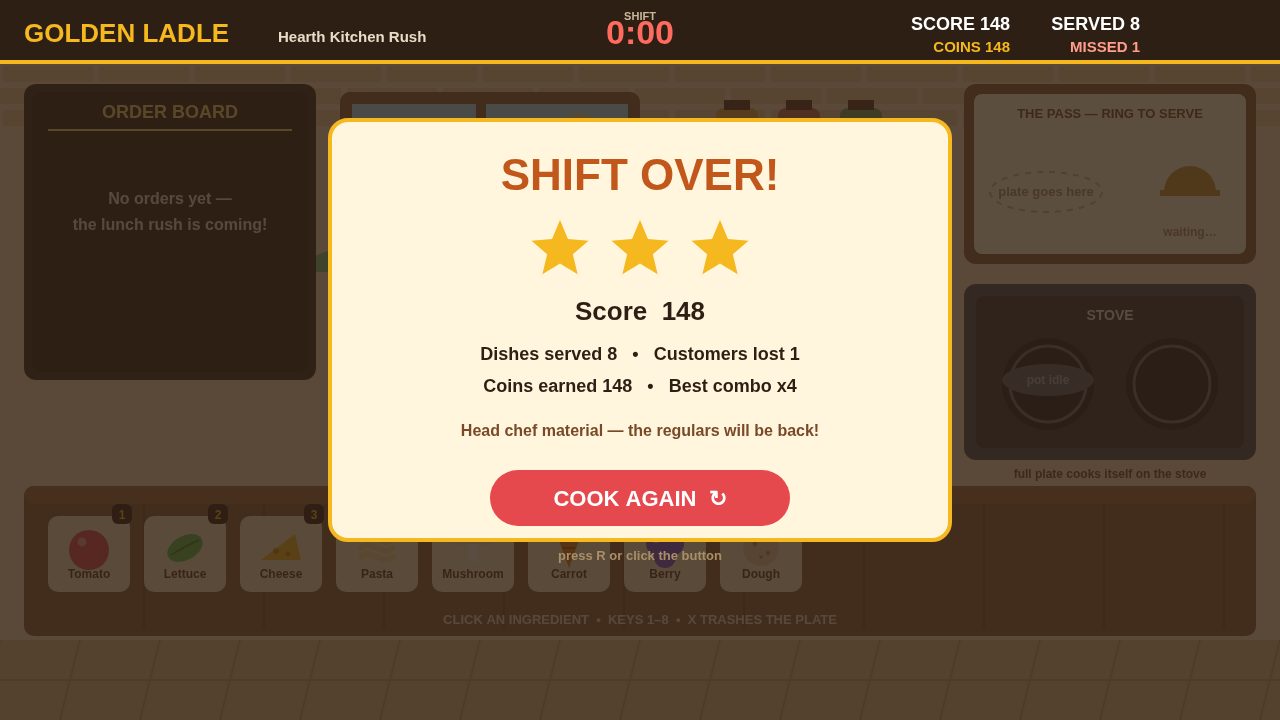 GOLDEN LADLE
Hearth Kitchen Rush
SHIFT
0:00
SCORE 148
SERVED 8
COINS 148
MISSED 1
ORDER BOARD
No orders yet —
the lunch rush is coming!
THE PASS — RING TO SERVE
plate goes here
waiting…
SHIFT OVER!
Score 148
Dishes served 8 • Customers lost 1
Coins earned 148 • Best combo x4
Head chef material — the regulars will be back!
COOK AGAIN ↻
press R or click the button
STOVE
pot idle
full plate cooks itself on the stove
1
2
3
Tomato
Lettuce
Cheese
Pasta
Mushroom
Carrot
Berry
Dough
CLICK AN INGREDIENT • KEYS 1–8 • X TRASHES THE PLATE